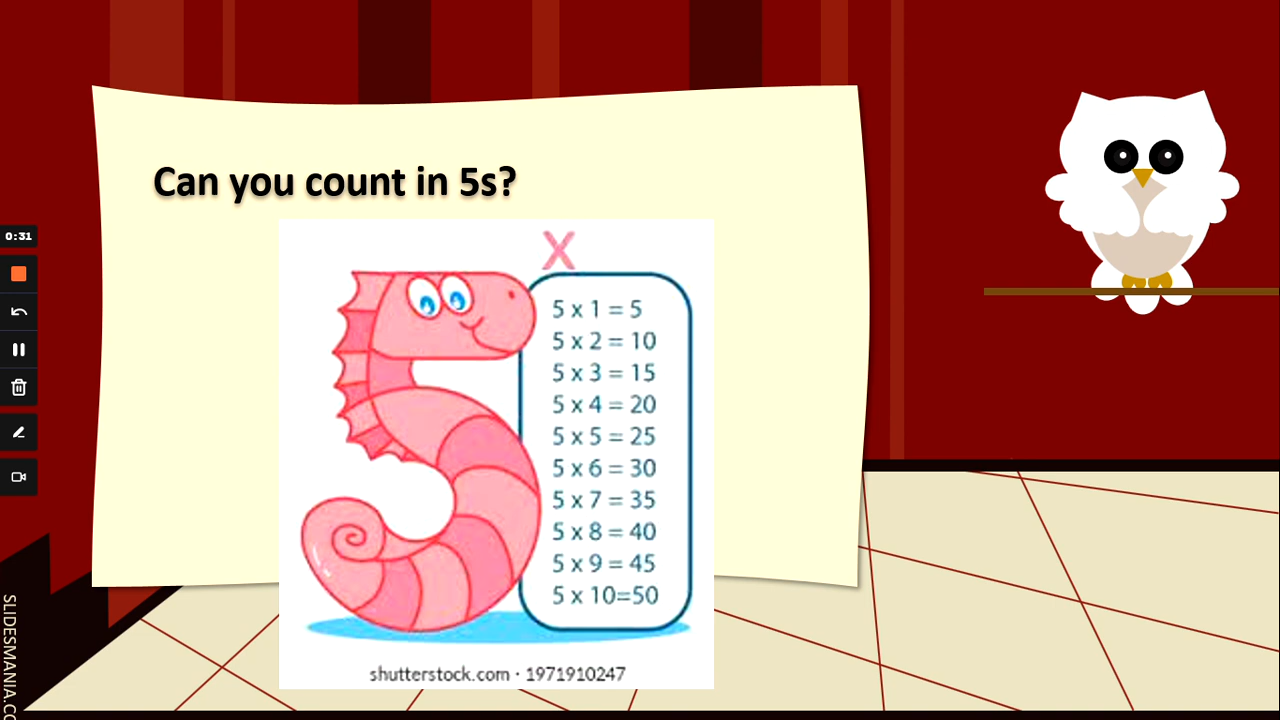 Can you count in 5s?
X
5 x 1 = 5
5 x 2 = 10
5 x 3 = 15
5 x 4 = 20
5 x 5 = 25
5 x 6 = 30
5 x 7 = 35
5 x 8 = 40
5 x 9 = 45
5 x 10=50
shutterstock.com · 1971910247
0:31
SLIDESMANIA.C